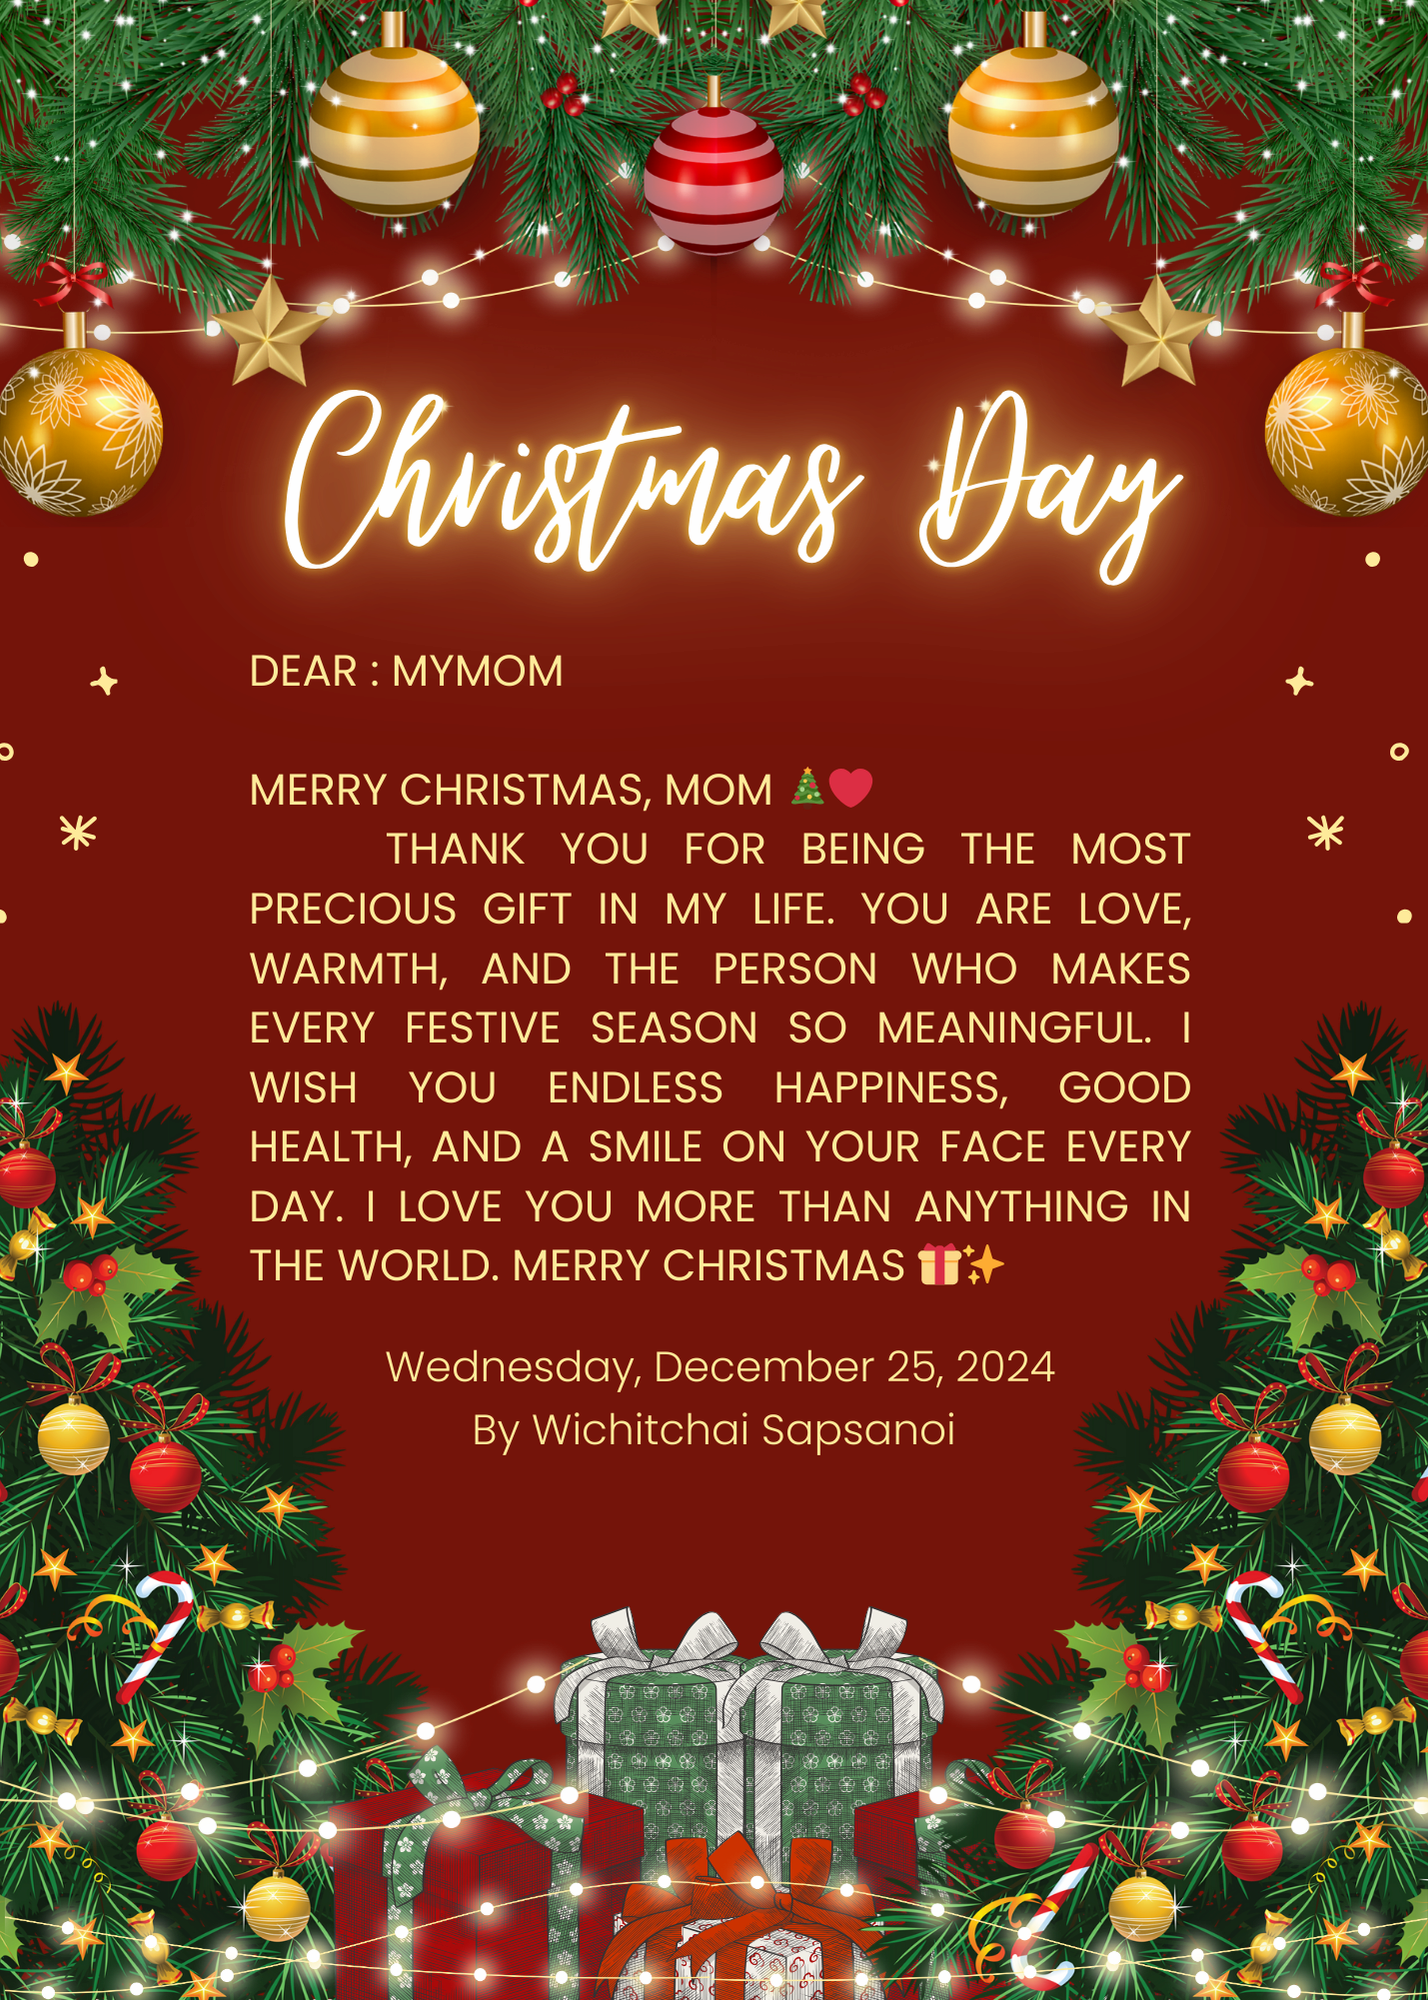 Christmas Day
DEAR : MYMOM
MERRY CHRISTMAS, MOM 🎄❤️
THANK YOU FOR BEING THE MOST
PRECIOUS GIFT IN MY LIFE. YOU ARE LOVE,
WARMTH, AND THE PERSON WHO MAKES
EVERY FESTIVE SEASON SO MEANINGFUL. I
WISH YOU ENDLESS HAPPINESS, GOOD
HEALTH, AND A SMILE ON YOUR FACE EVERY
DAY. I LOVE YOU MORE THAN ANYTHING IN
THE WORLD. MERRY CHRISTMAS 🎁✨
Wednesday, December 25, 2024
By Wichitchai Sapsanoi